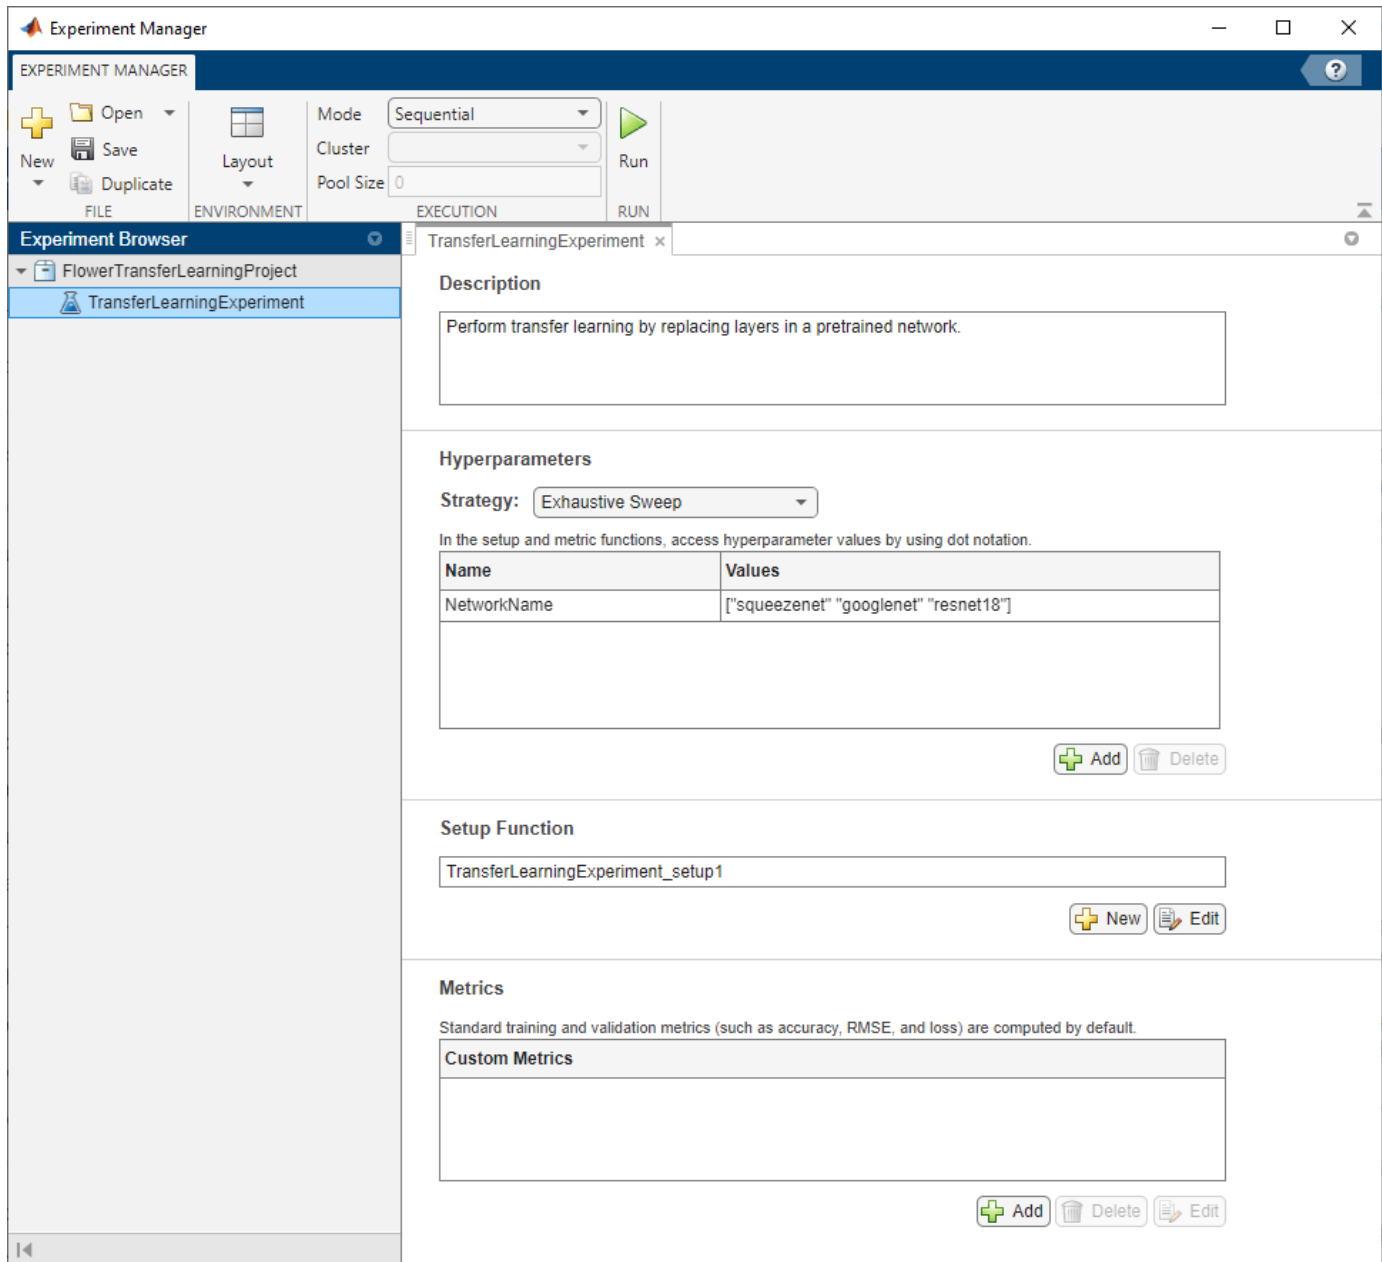 Experiment Manager
EXPERIMENT MANAGER
?
New
Open
Save
Duplicate
FILE
Layout
ENVIRONMENT
Mode Sequential
Cluster
Pool Size 0
EXECUTION
Run
RUN
Experiment Browser
FlowerTransferLearningProject
TransferLearningExperiment
TransferLearningExperiment ×
Description
Perform transfer learning by replacing layers in a pretrained network.
Hyperparameters
Strategy: Exhaustive Sweep
In the setup and metric functions, access hyperparameter values by using dot notation.
Name Values
NetworkName ["squeezenet" "googlenet" "resnet18"]
Add Delete
Setup Function
TransferLearningExperiment_setup1
New Edit
Metrics
Standard training and validation metrics (such as accuracy, RMSE, and loss) are computed by default.
Custom Metrics
Add Delete Edit